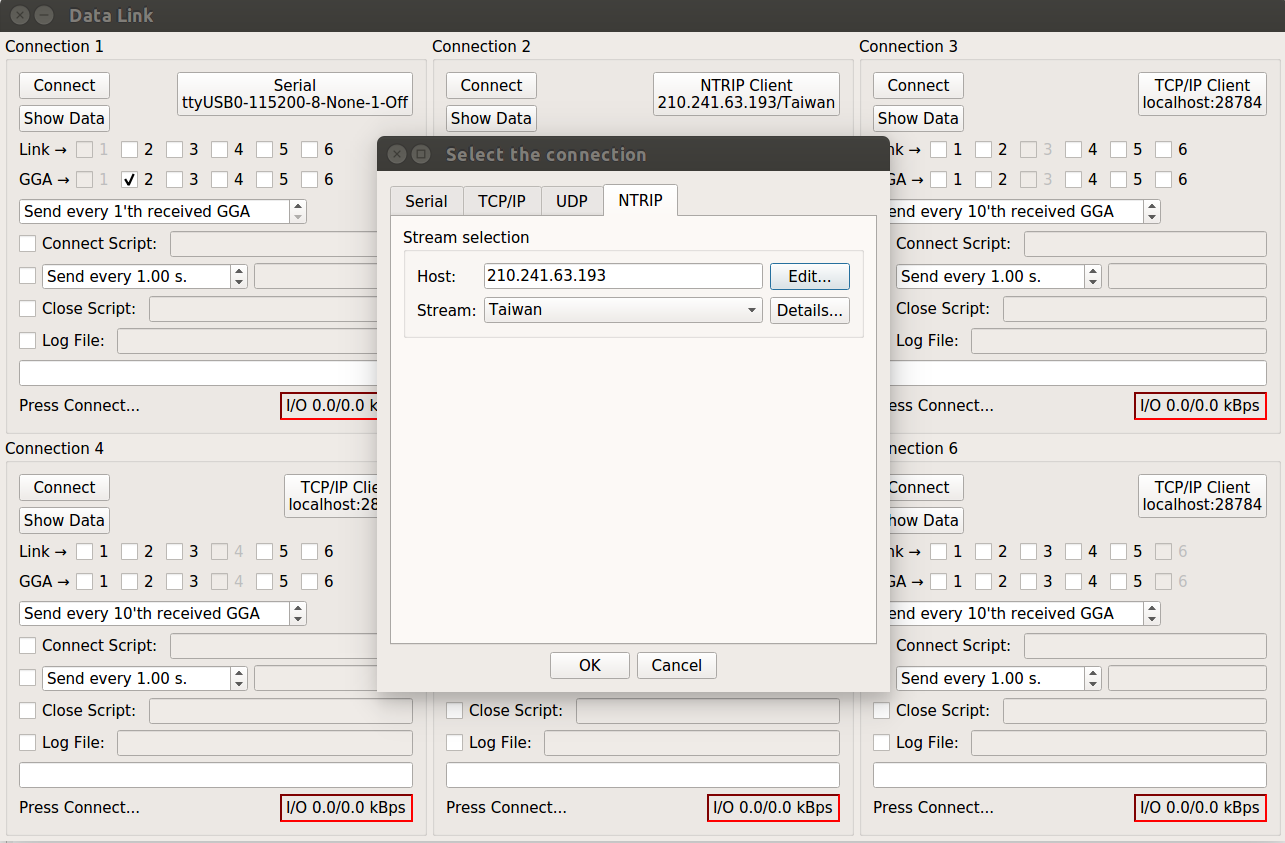 Data Link
Connection 1
Connect
Serial
ttyUSB0-115200-8-None-1-Off
Show Data
Link → 1 2 3 4 5 6
GGA → 1 2 3 4 5 6
Send every 1'th received GGA
Connect Script:
Send every 1.00 s.
Close Script:
Log File:
Press Connect...
I/O 0.0/0.0 k
Connection 2
Connect
NTRIP Client
210.241.63.193/Taiwan
Show Data
Connection 3
Connect
TCP/IP Client
localhost:28784
Show Data
nk → 1 2 3 4 5 6
GA → 1 2 3 4 5 6
end every 10'th received GGA
Connect Script:
Send every 1.00 s.
Close Script:
Log File:
ess Connect...
I/O 0.0/0.0 kBps
Select the connection
Serial TCP/IP UDP NTRIP
Stream selection
Host: 210.241.63.193 Edit...
Stream: Taiwan Details...
OK Cancel
Connection 4
Connect
TCP/IP Clie
localhost:28
Show Data
Link → 1 2 3 4 5 6
GGA → 1 2 3 4 5 6
Send every 10'th received GGA
Connect Script:
Send every 1.00 s.
Close Script:
Log File:
Press Connect...
I/O 0.0/0.0 kBps
Close Script:
Log File:
Press Connect...
I/O 0.0/0.0 kBps
nection 6
Connect
TCP/IP Client
localhost:28784
how Data
nk → 1 2 3 4 5 6
GA → 1 2 3 4 5 6
end every 10'th received GGA
Connect Script:
Send every 1.00 s.
Close Script:
Log File:
Press Connect...
I/O 0.0/0.0 kBps